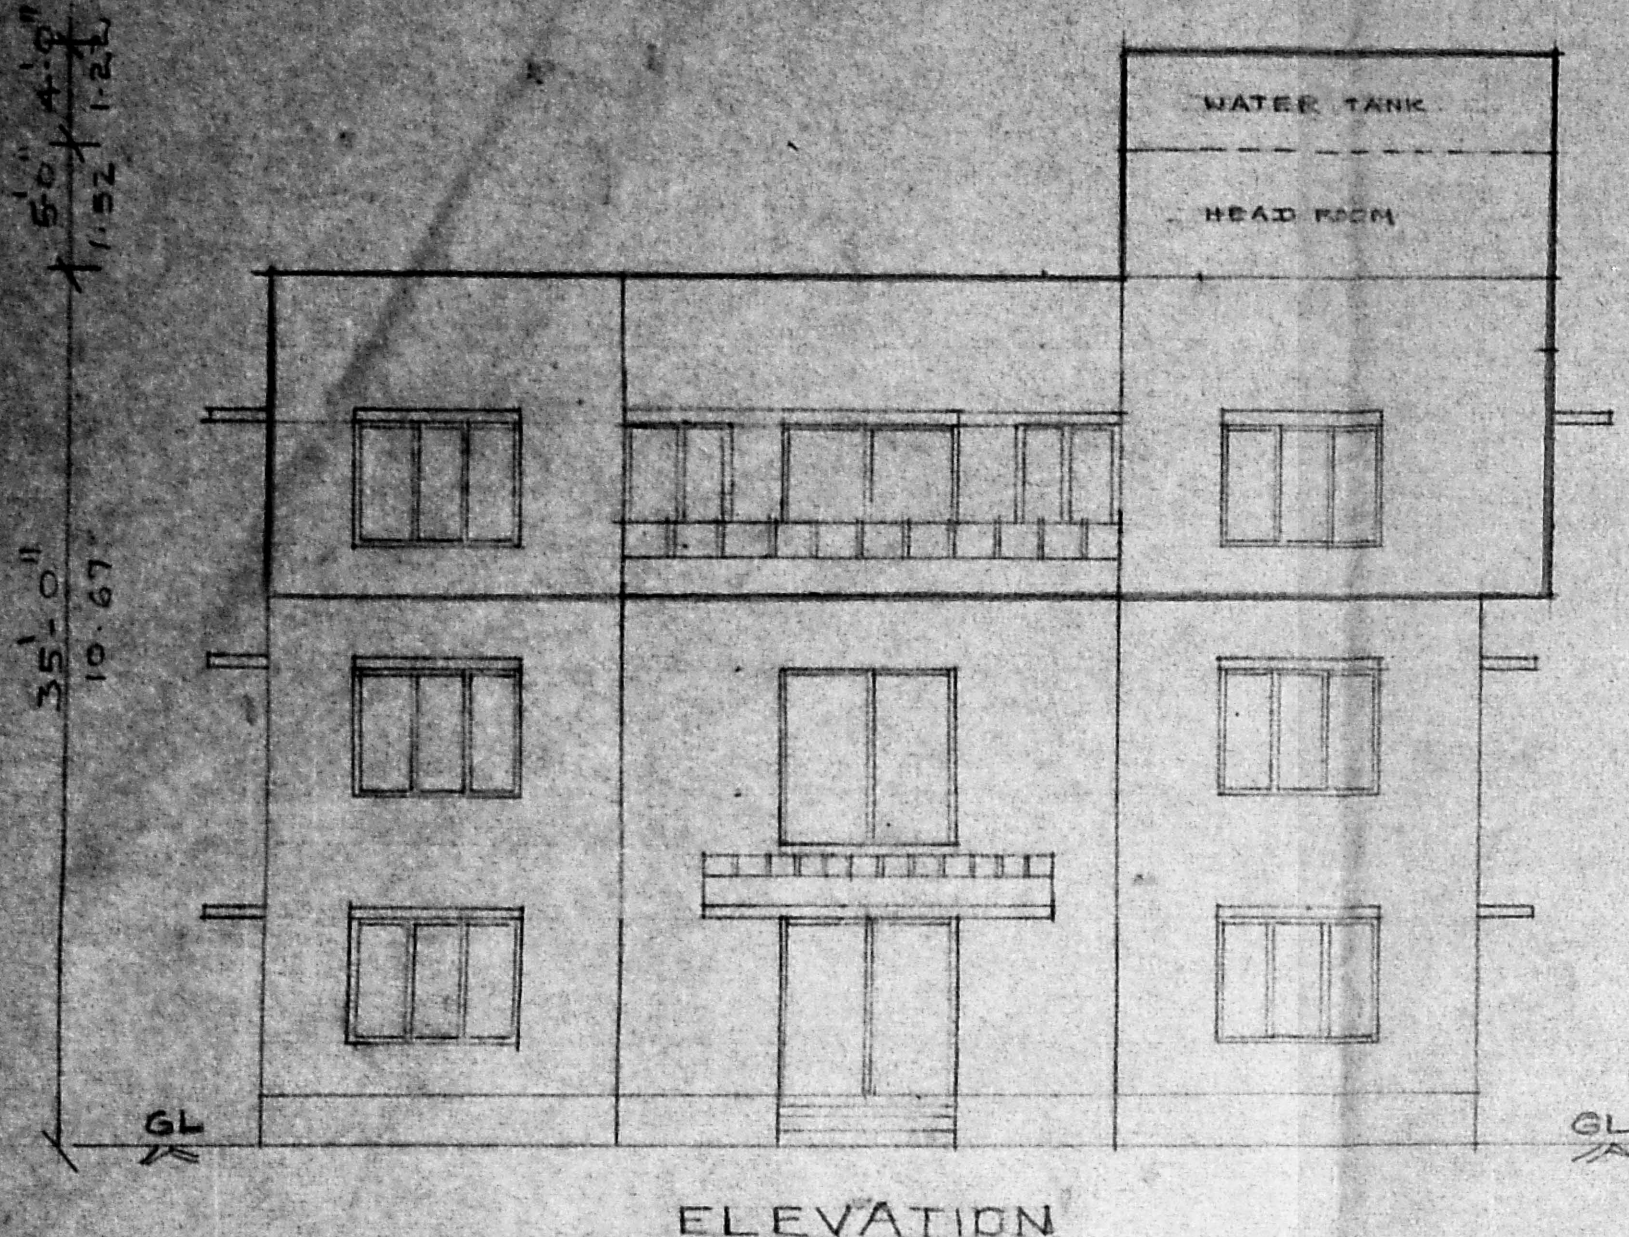 4'-0"
1.22
5'-0"
1.52
WATER TANK
HEAD ROOM
35'-0"
10.67
GL
GL
ELEVATION